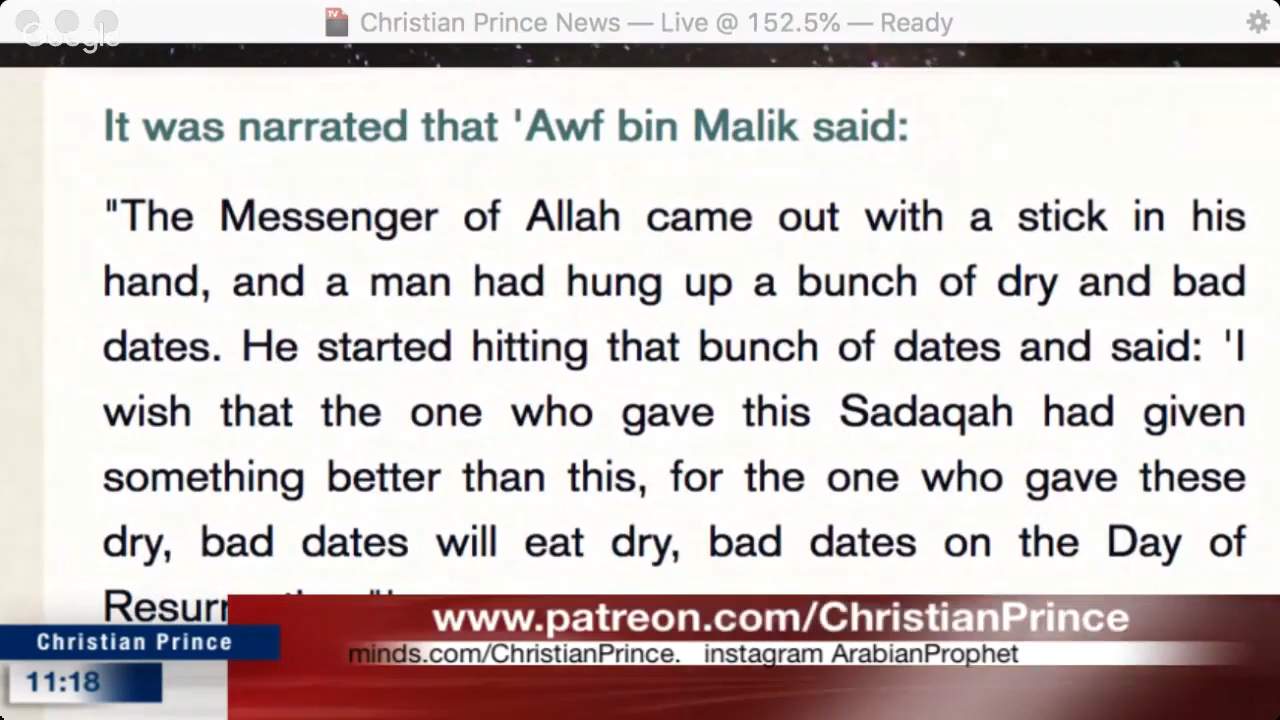 Christian Prince News — Live @ 152.5% — Ready
Google
It was narrated that 'Awf bin Malik said:
"The Messenger of Allah came out with a stick in his
hand, and a man had hung up a bunch of dry and bad
dates. He started hitting that bunch of dates and said: 'I
wish that the one who gave this Sadaqah had given
something better than this, for the one who gave these
dry, bad dates will eat dry, bad dates on the Day of
www.patreon.com/ChristianPrince
Christian Prince
minds.com/ChristianPrince. instagram ArabianProphet
11:18